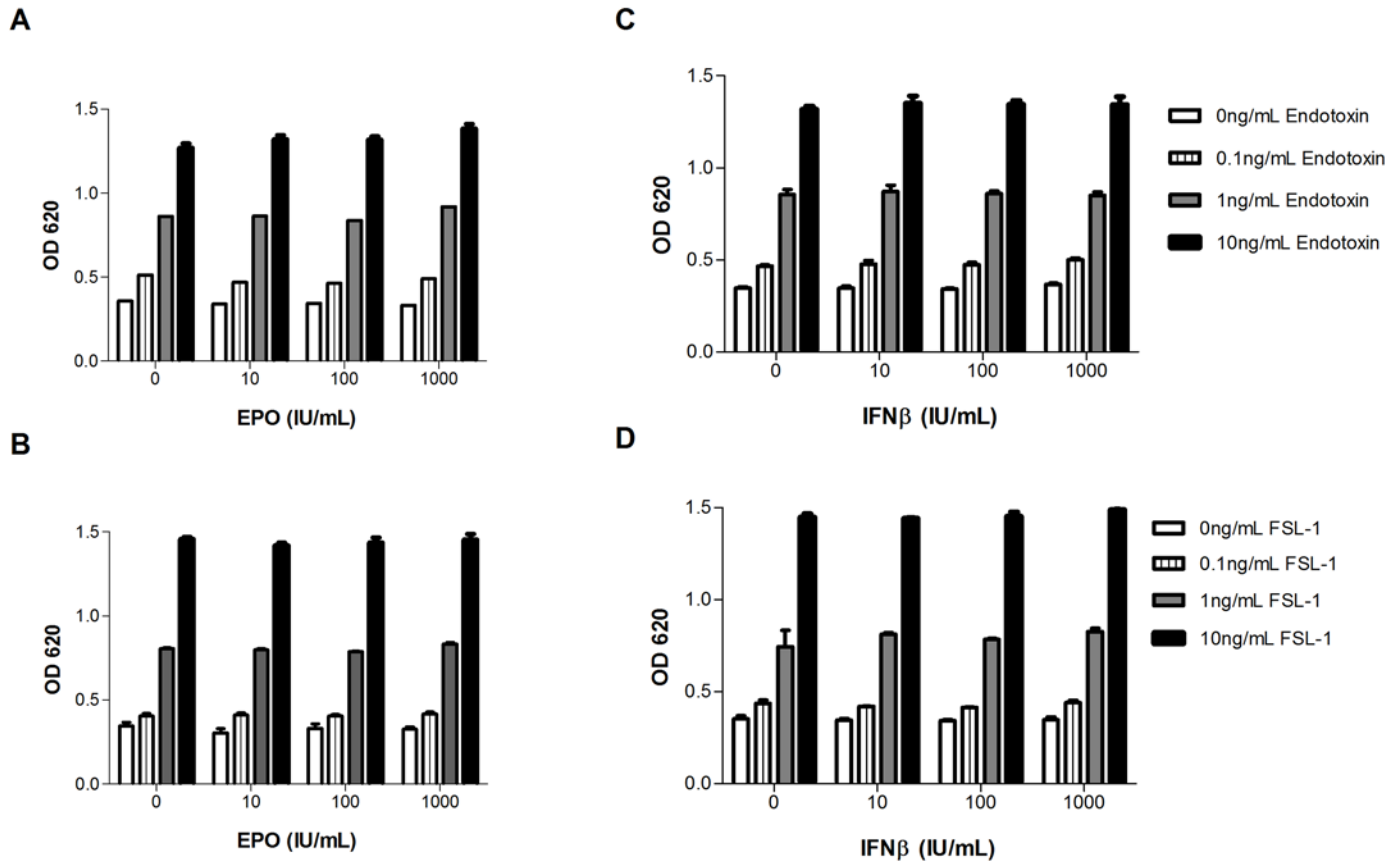 A
OD 620
1.5
1.0
0.5
0.0
0 10 100 1000
EPO (IU/mL)
C
OD 620
1.5
1.0
0.5
0.0
0 10 100 1000
IFNβ (IU/mL)
0ng/mL Endotoxin
0.1ng/mL Endotoxin
1ng/mL Endotoxin
10ng/mL Endotoxin
B
OD 620
1.5
1.0
0.5
0.0
0 10 100 1000
EPO (IU/mL)
D
OD 620
1.5
1.0
0.5
0.0
0 10 100 1000
IFNβ (IU/mL)
0ng/mL FSL-1
0.1ng/mL FSL-1
1ng/mL FSL-1
10ng/mL FSL-1